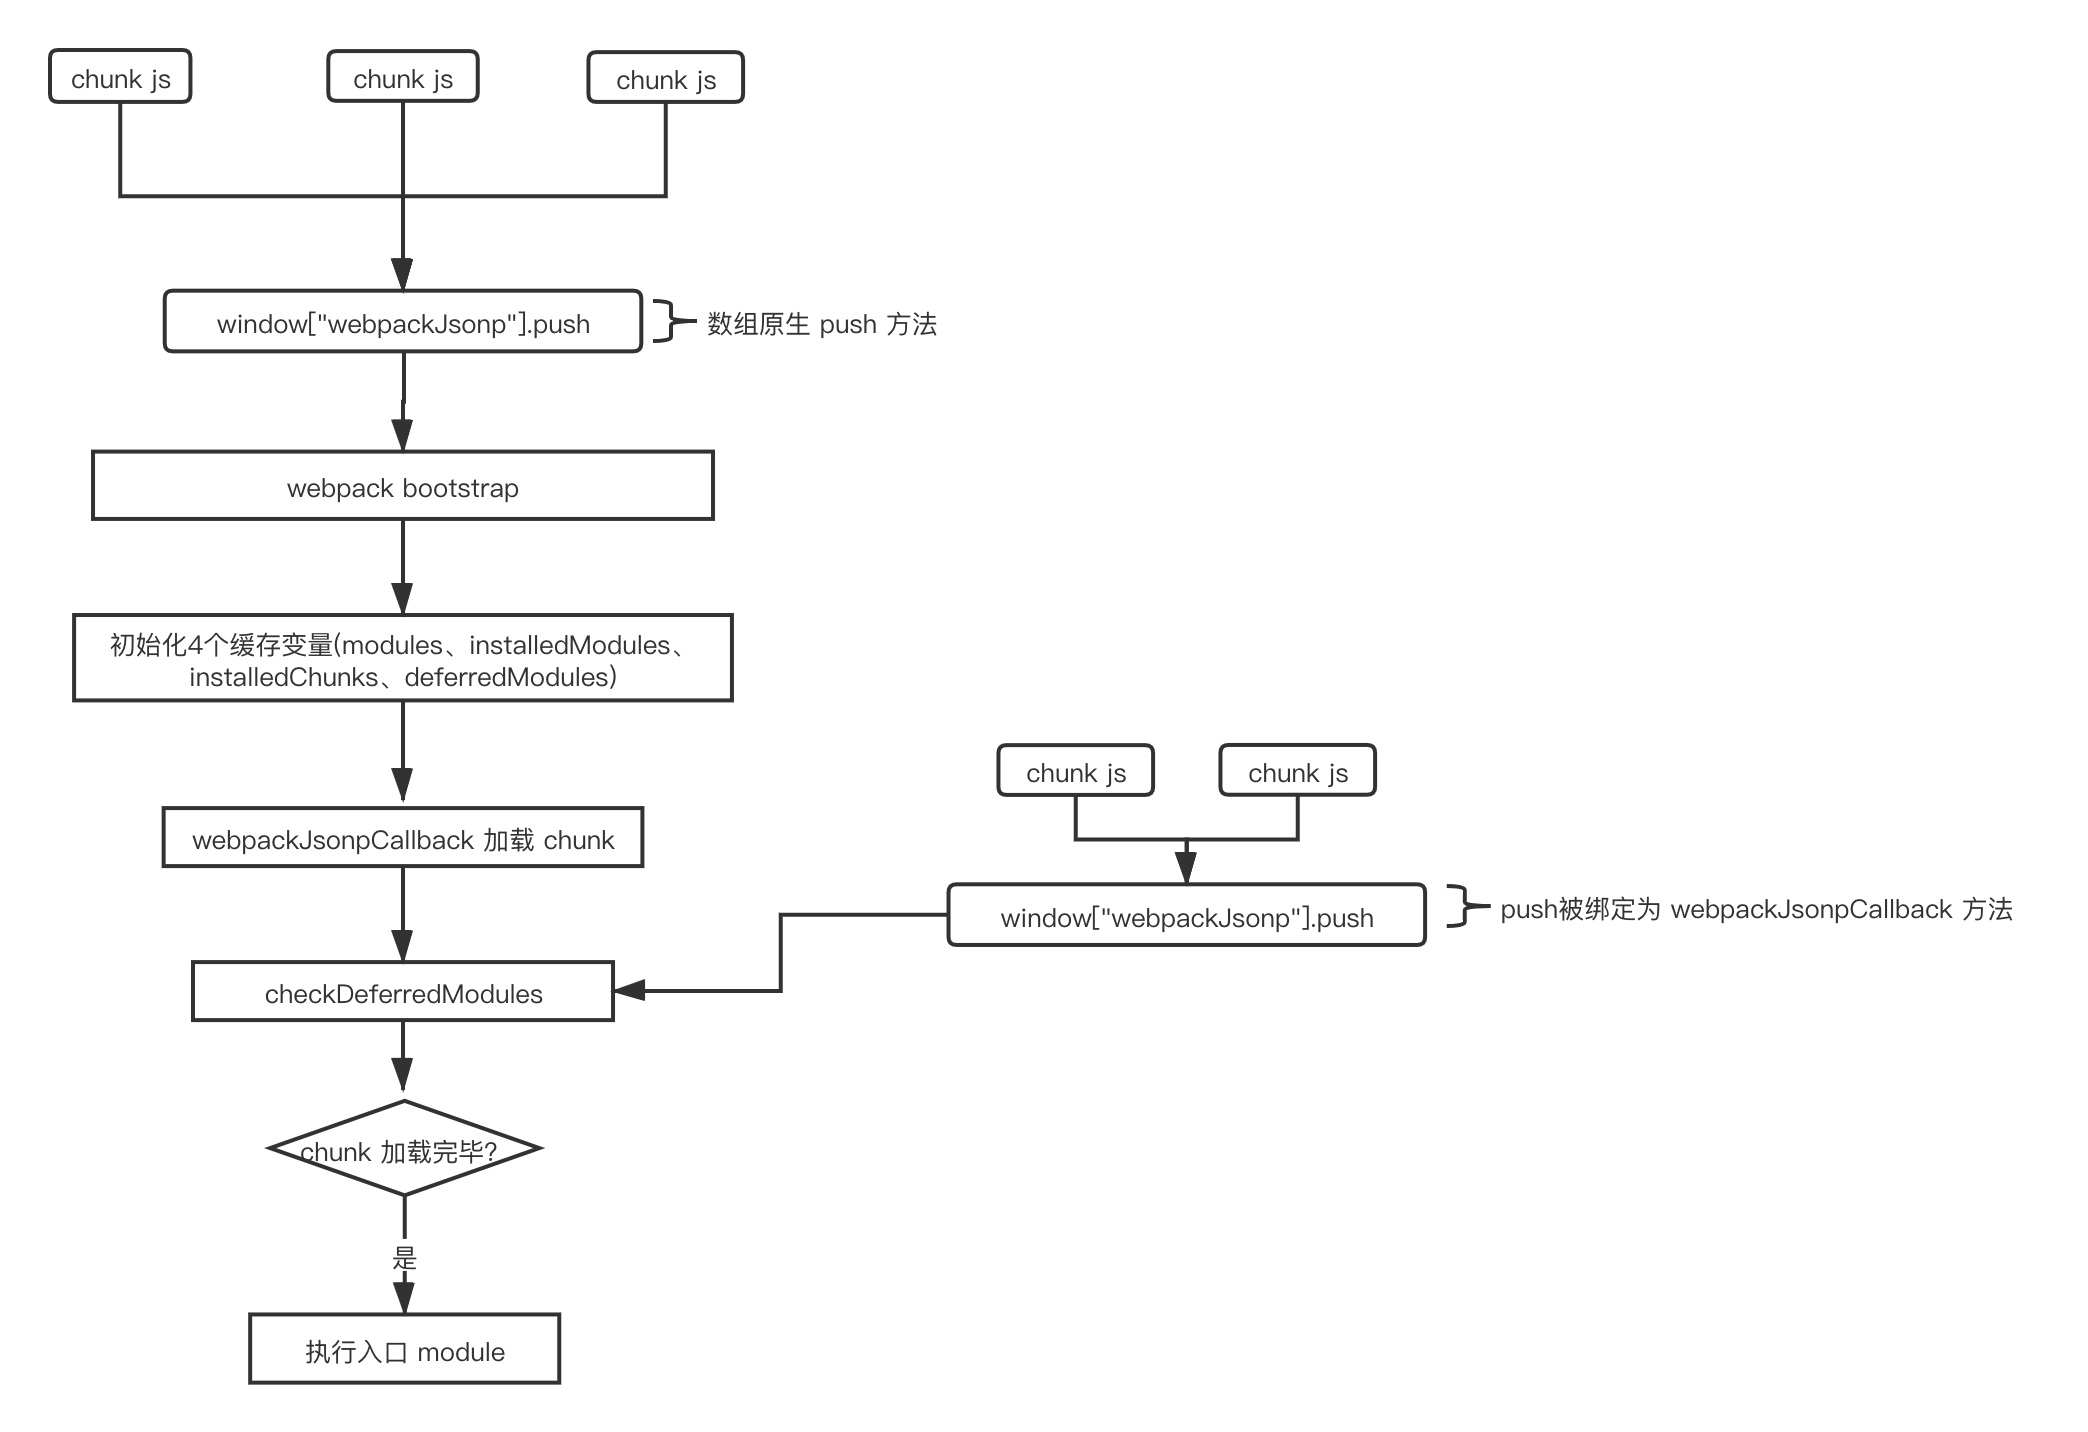 chunk js
chunk js
chunk js
window["webpackJsonp"].push
数组原生 push 方法
webpack bootstrap
初始化4个缓存变量(modules、installedModules、
installedChunks、deferredModules)
chunk js
chunk js
webpackJsonpCallback 加载 chunk
window["webpackJsonp"].push
push被绑定为 webpackJsonpCallback 方法
checkDeferredModules
chunk 加载完毕?
是
执行入口 module